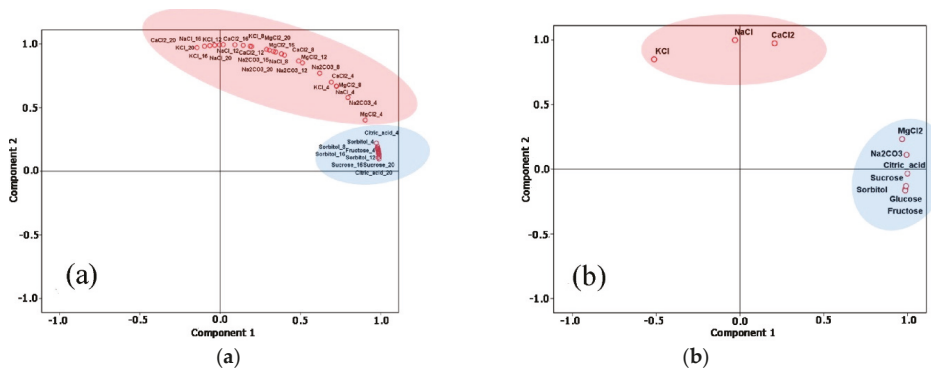 (a)
Component 2
1.0
0.5
0.0
-0.5
-1.0
CaCl2_20
NaCl_16
KCl_12
CaCl2_16
KCl_8
MgCl2_20
KCl_20
MgCl2_16
NaCl_12
CaCl2_12
CaCl2_8
KCl_16
NaCl_20
Na2CO3_16
NaCl_8
MgCl2_12
Na2CO3_20
Na2CO3_12
Na2CO3_8
CaCl2_4
KCl_4
MgCl2_8
NaCl_4
Na2CO3_4
MgCl2_4
Citric_acid_4
Sorbitol_4
Sorbitol_8
Fructose_4
Sorbitol_16
Sorbitol_12
Sucrose_16
Sucrose_20
Citric_acid_20
(a)
-1.0
-0.5
0.0
0.5
1.0
Component 1
(a)
(b)
Component 2
1.0
0.5
0.0
-0.5
-1.0
NaCl
CaCl2
KCl
MgCl2
Na2CO3
Citric_acid
Sucrose
Sorbitol
Glucose
Fructose
(b)
-1.0
-0.5
0.0
0.5
1.0
Component 1
(b)